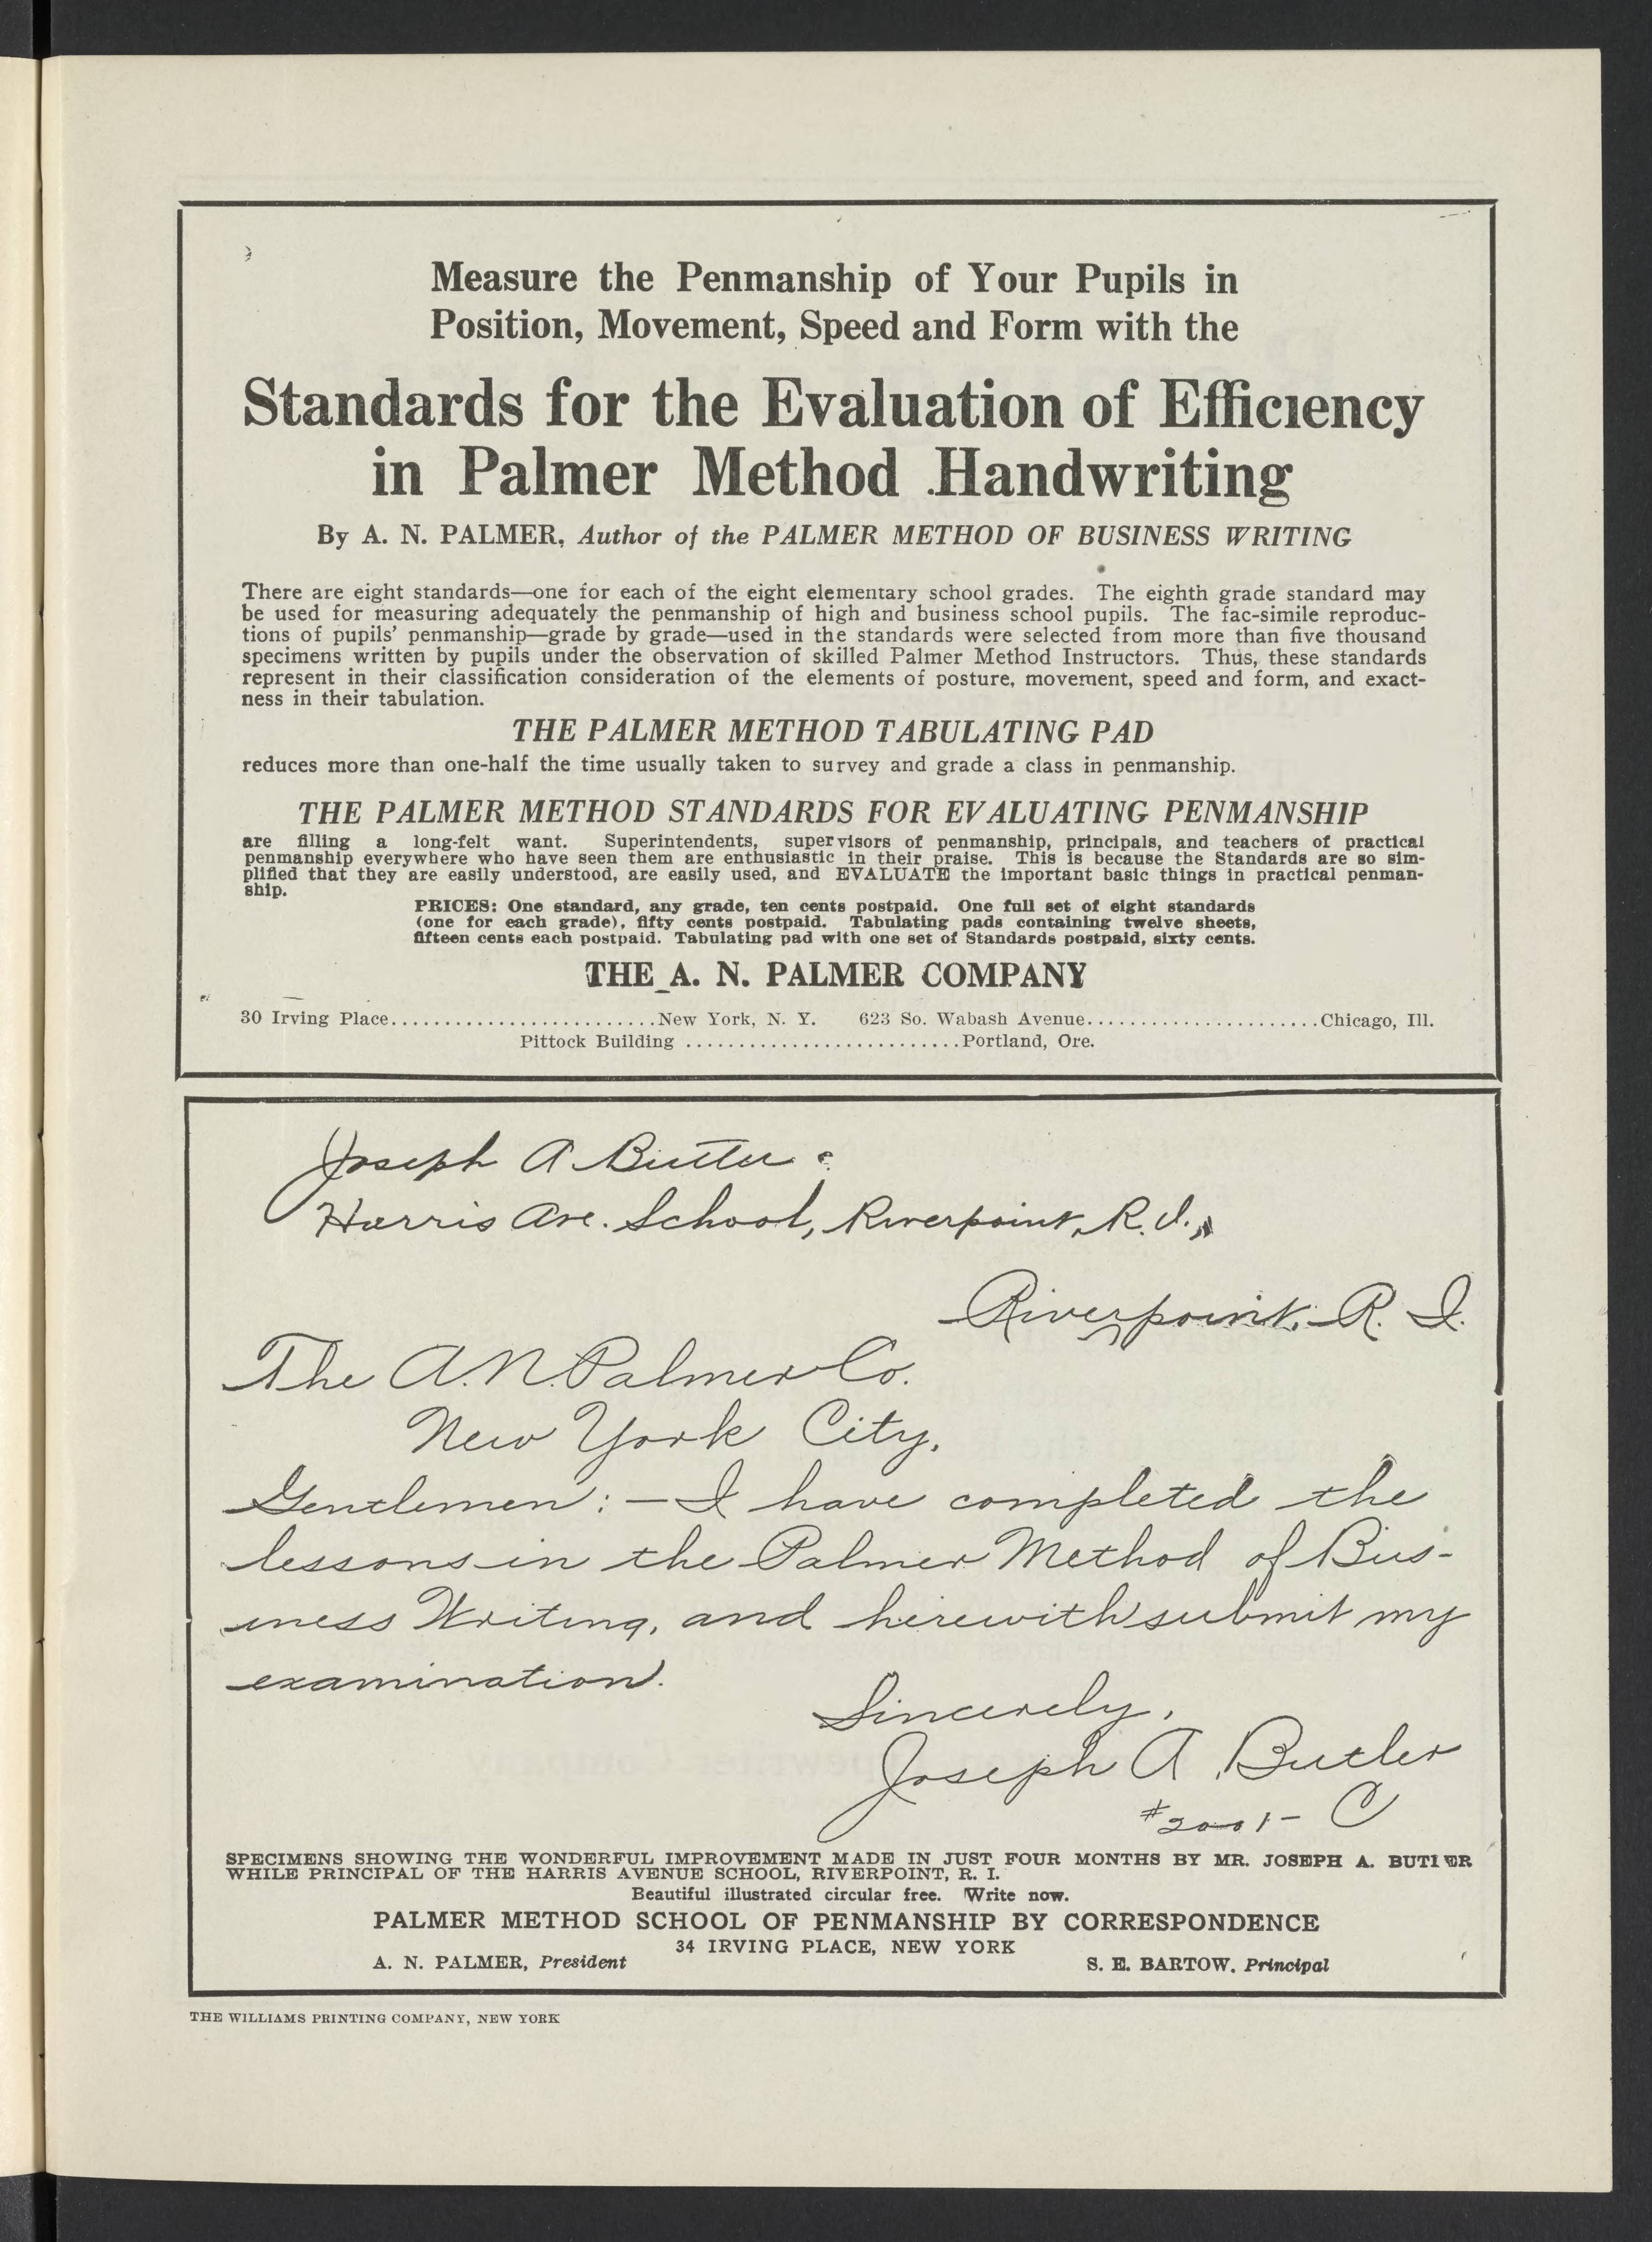 Measure the Penmanship of Your Pupils in
Position, Movement, Speed and Form with the
Standards for the Evaluation of Efficiency
in Palmer Method Handwriting
By A. N. PALMER, Author of the PALMER METHOD OF BUSINESS WRITING
There are eight standards—one for each of the eight elementary school grades. The eighth grade standard may
be used for measuring adequately the penmanship of high and business school pupils. The fac-simile reproduc-
tions of pupils' penmanship—grade by grade—used in the standards were selected from more than five thousand
specimens written by pupils under the observation of skilled Palmer Method Instructors. Thus, these standards
represent in their classification consideration of the elements of posture, movement, speed and form, and exact-
ness in their tabulation.
THE PALMER METHOD TABULATING PAD
reduces more than one-half the time usually taken to survey and grade a class in penmanship.
THE PALMER METHOD STANDARDS FOR EVALUATING PENMANSHIP
are filling a long-felt want. Superintendents, supervisors of penmanship, principals, and teachers of practical
penmanship everywhere who have seen them are enthusiastic in their praise. This is because the Standards are so sim-
plified that they are easily understood, are easily used, and EVALUATE the important basic things in practical penman-
ship.
PRICES: One standard, any grade, ten cents postpaid. One full set of eight standards
(one for each grade), fifty cents postpaid. Tabulating pads containing twelve sheets,
fifteen cents each postpaid. Tabulating pad with one set of Standards postpaid, sixty cents.
THE A. N. PALMER COMPANY
30 Irving Place.........................New York, N. Y. 623 So. Wabash Avenue......................Chicago, Ill.
Pittock Building ..........................Portland, Ore.
Joseph A Butler
Harris Ave. School, Riverpoint, R. I.,
Riverpoint, R. I.
The A. N. Palmer Co.
New York City,
Gentlemen: — I have completed the
lessons in the Palmer Method of Bus-
iness Writing, and herewith submit my
examination.
Sincerely,
Joseph A Butler
#2001- C
SPECIMENS SHOWING THE WONDERFUL IMPROVEMENT MADE IN JUST FOUR MONTHS BY MR. JOSEPH A. BUTLER
WHILE PRINCIPAL OF THE HARRIS AVENUE SCHOOL, RIVERPOINT, R. I.
Beautiful illustrated circular free. Write now.
PALMER METHOD SCHOOL OF PENMANSHIP BY CORRESPONDENCE
34 IRVING PLACE, NEW YORK
A. N. PALMER, President S. E. BARTOW, Principal
THE WILLIAMS PRINTING COMPANY, NEW YORK